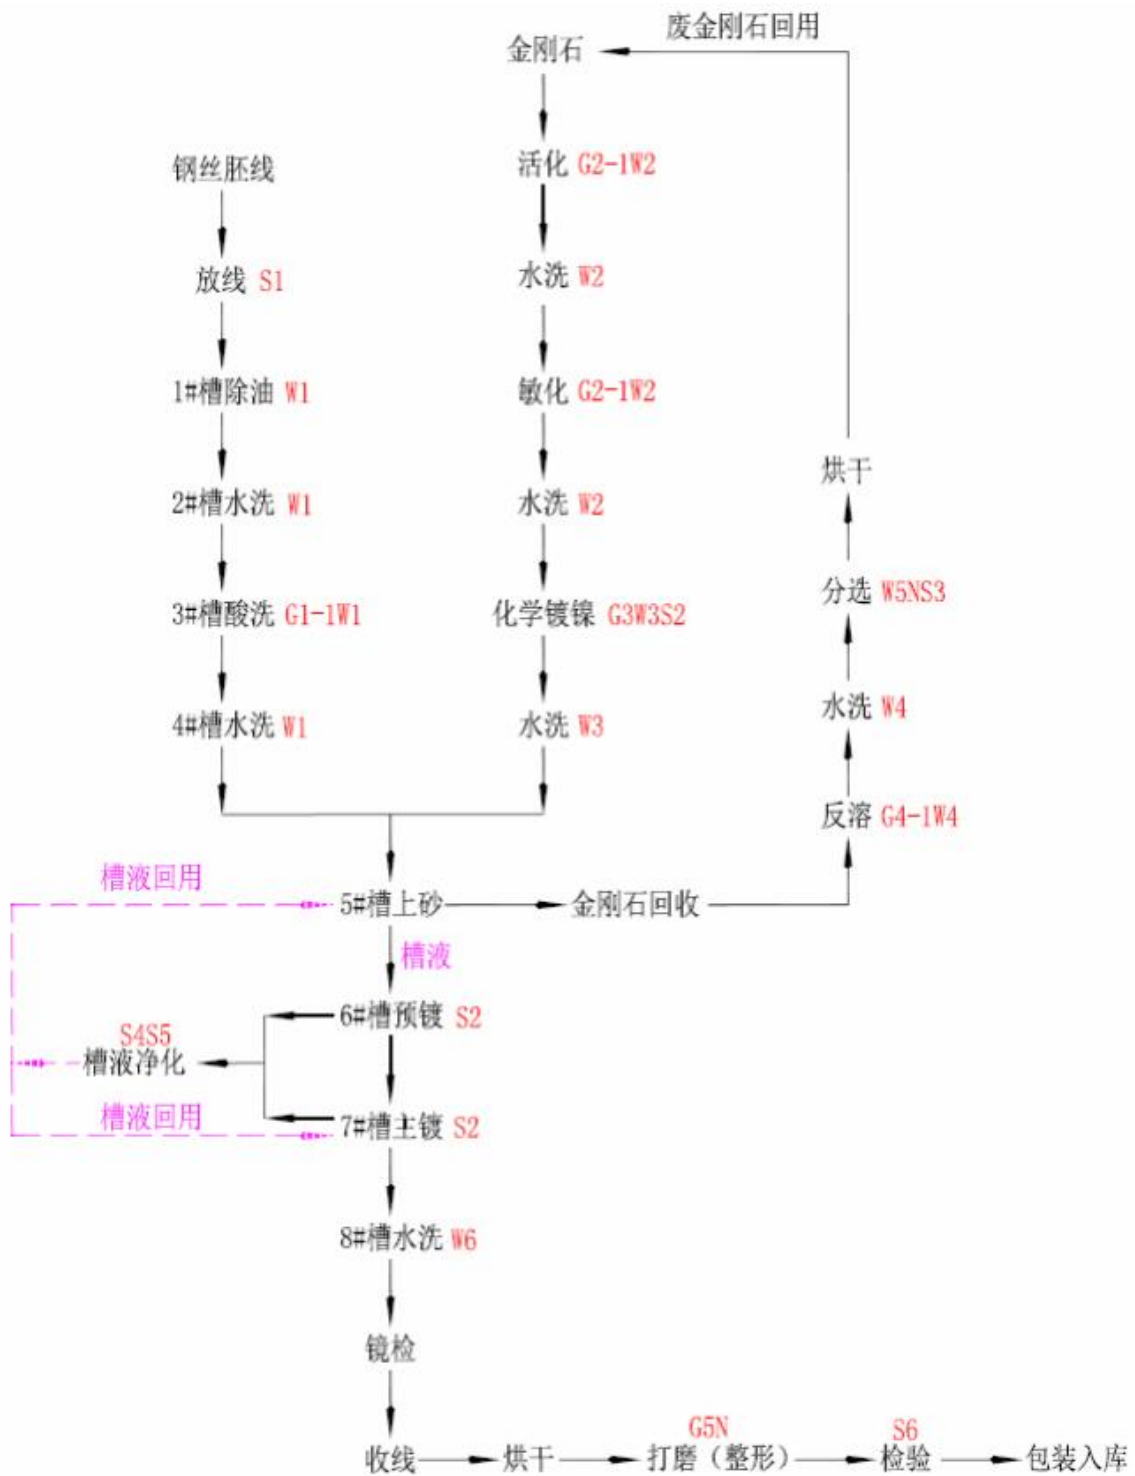 废金刚石回用
金刚石
活化 G2-1W2
钢丝胚线
水洗 W2
放线 S1
1#槽除油 W1
敏化 G2-1W2
烘干
2#槽水洗 W1
水洗 W2
分选 W5NS3
3#槽酸洗 G1-1W1
化学镀镍 G3W3S2
水洗 W4
4#槽水洗 W1
水洗 W3
反溶 G4-1W4
槽液回用
5#槽上砂
金刚石回收
槽液
6#槽预镀 S2
S4S5
槽液净化
槽液回用
7#槽主镀 S2
8#槽水洗 W6
镜检
G5N
S6
收线
烘干
打磨（整形）
检验
包装入库